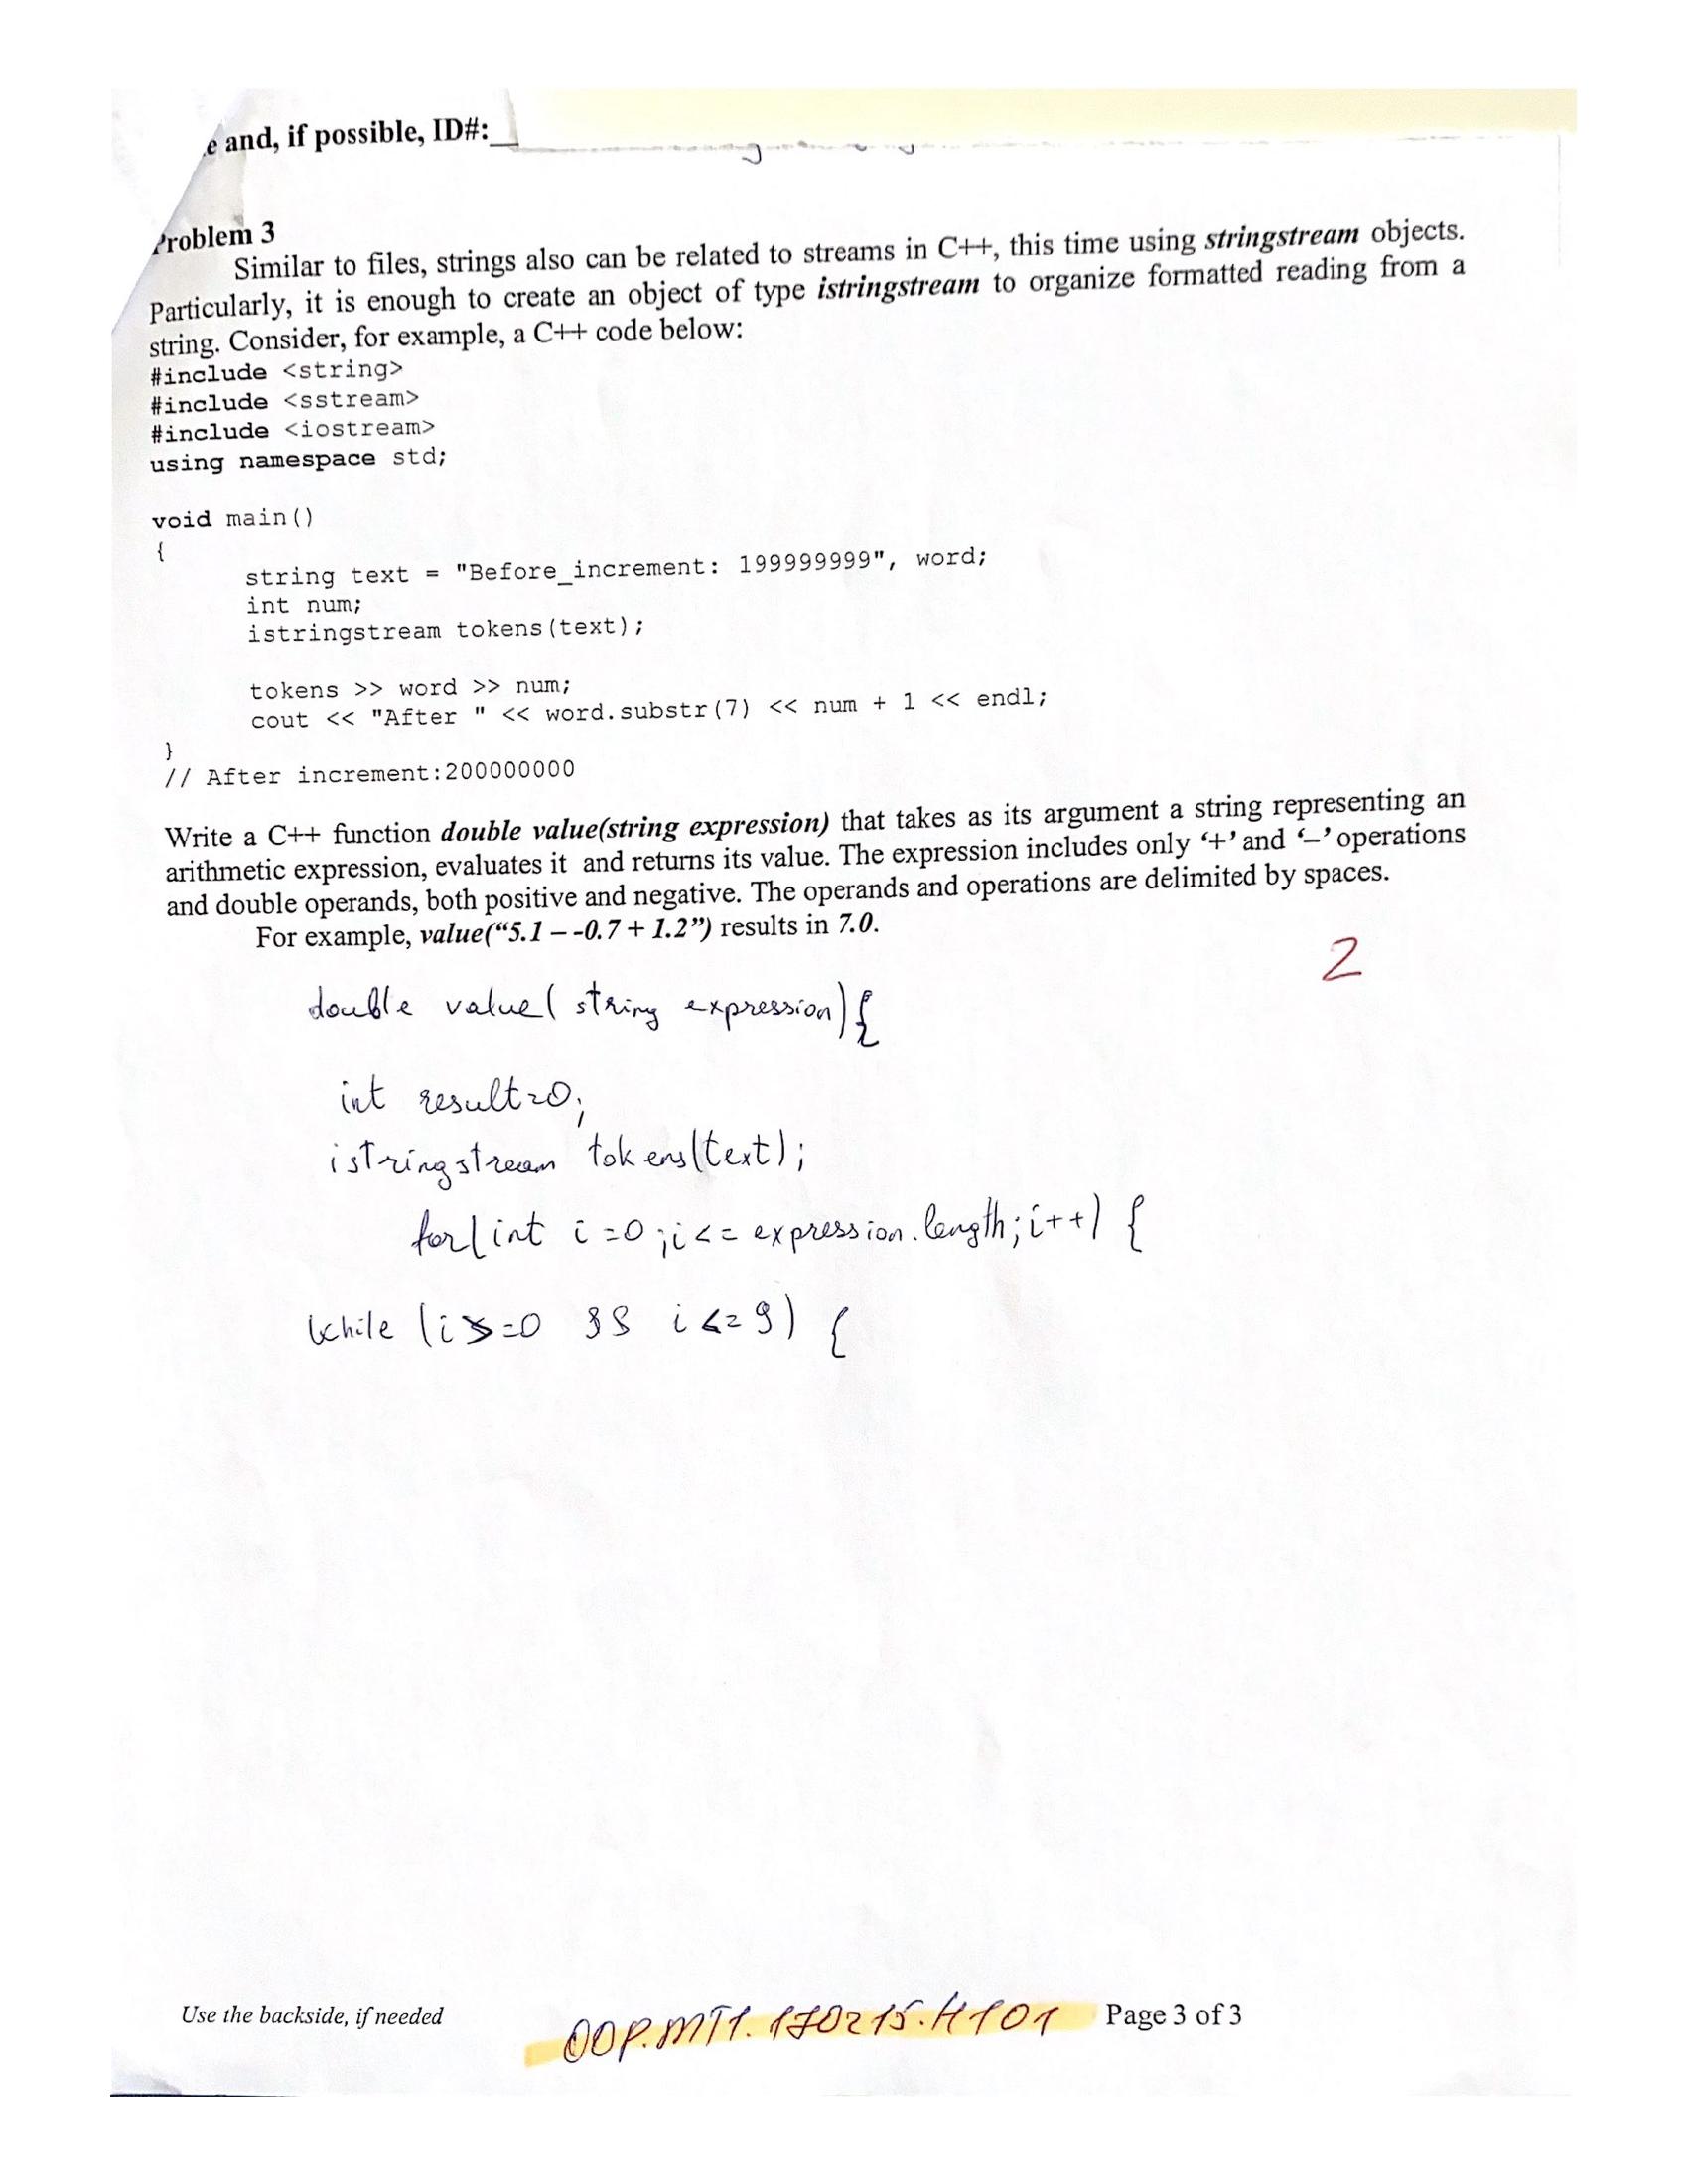 e and, if possible, ID#:
Problem 3
Similar to files, strings also can be related to streams in C++, this time using stringstream objects.
Particularly, it is enough to create an object of type istringstream to organize formatted reading from a
string. Consider, for example, a C++ code below:
#include <string>
#include <sstream>
#include <iostream>
using namespace std;
void main()
{
string text = "Before_increment: 199999999", word;
int num;
istringstream tokens(text);
tokens >> word >> num;
cout << "After " << word.substr(7) << num + 1 << endl;
}
// After increment:200000000
Write a C++ function double value(string expression) that takes as its argument a string representing an
arithmetic expression, evaluates it and returns its value. The expression includes only ‘+’ and ‘–’ operations
and double operands, both positive and negative. The operands and operations are delimited by spaces.
For example, value(“5.1 – -0.7 + 1.2”) results in 7.0.
2
double value( string expression){
int result=0;
istringstream tokens(text);
for(int i=0;i<= expression.length;i++) {
while (i>=0 && i<=9) {
Use the backside, if needed
OOP.MT1.170215.H101
Page 3 of 3